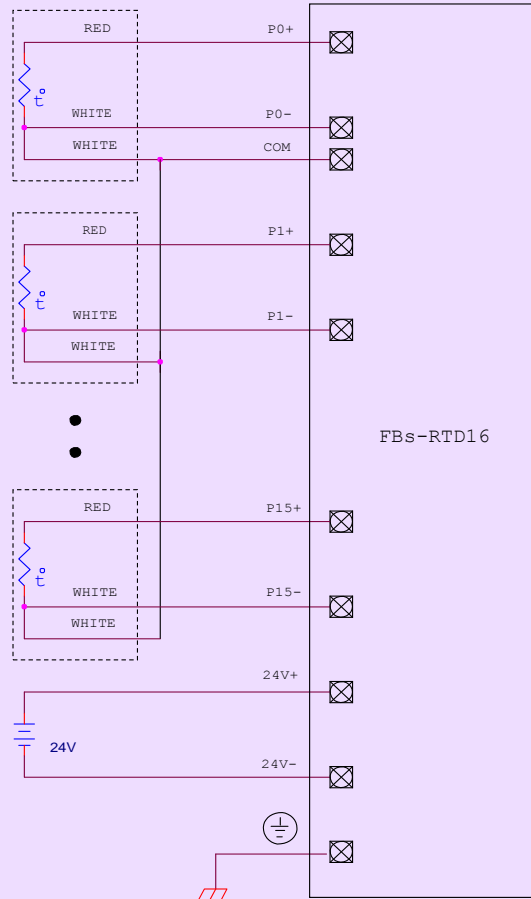 RED P0+
t°
WHITE P0-
WHITE COM
RED P1+
t°
WHITE P1-
WHITE
FBs-RTD16
RED P15+
t°
WHITE P15-
WHITE
24V+
24V
24V-